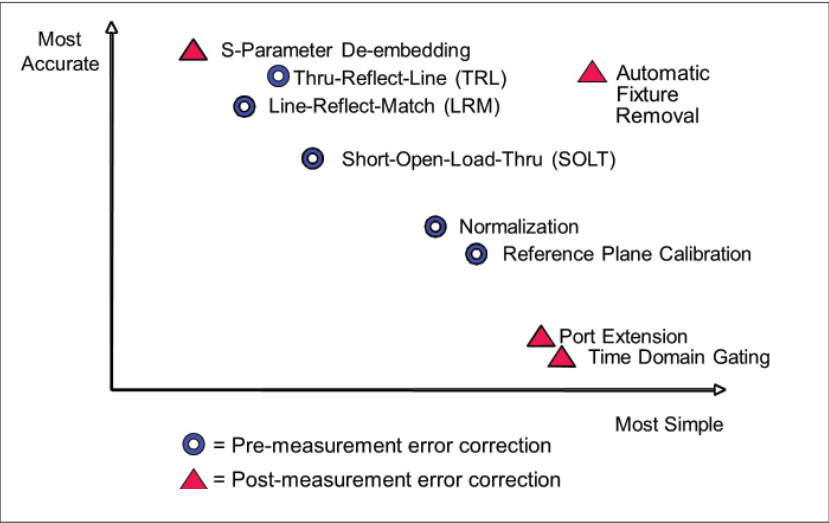 Most
Accurate
S-Parameter De-embedding
Thru-Reflect-Line (TRL)
Line-Reflect-Match (LRM)
Automatic
Fixture
Removal
Short-Open-Load-Thru (SOLT)
Normalization
Reference Plane Calibration
Port Extension
Time Domain Gating
Most Simple
= Pre-measurement error correction
= Post-measurement error correction